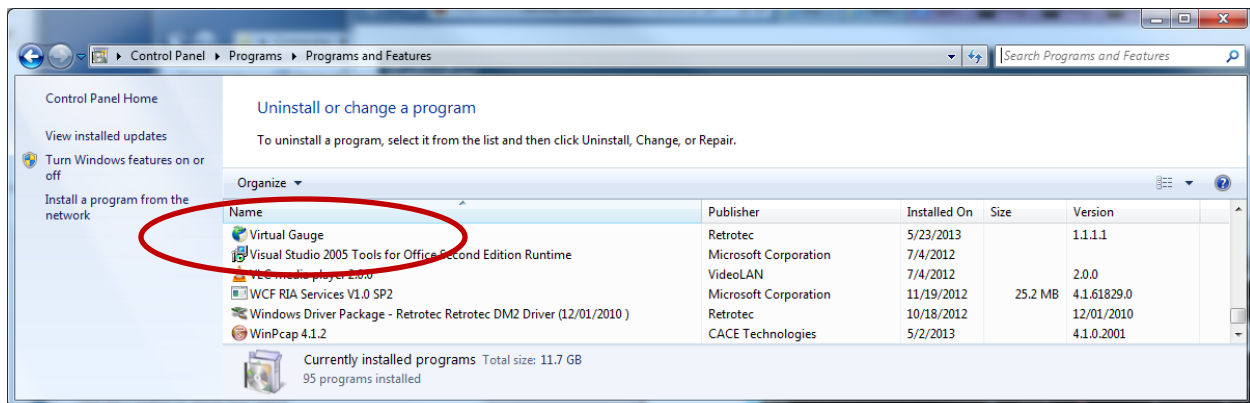 Control Panel ▸ Programs ▸ Programs and Features
Search Programs and Features
Control Panel Home
View installed updates
Turn Windows features on or
off
Install a program from the
network
Uninstall or change a program
To uninstall a program, select it from the list and then click Uninstall, Change, or Repair.
Organize
Name Publisher Installed On Size Version
Virtual Gauge Retrotec 5/23/2013 1.1.1.1
Visual Studio 2005 Tools for Office Second Edition Runtime Microsoft Corporation 7/4/2012
VLC media player 2.0.0 VideoLAN 7/4/2012 2.0.0
WCF RIA Services V1.0 SP2 Microsoft Corporation 11/19/2012 25.2 MB 4.1.61829.0
Windows Driver Package - Retrotec Retrotec DM2 Driver (12/01/2010 ) Retrotec 10/18/2012 12/01/2010
WinPcap 4.1.2 CACE Technologies 5/2/2013 4.1.0.2001
Currently installed programs Total size: 11.7 GB
95 programs installed